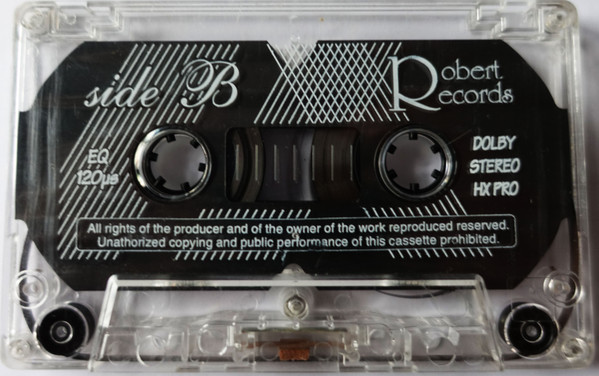 side B
Robert
Records
EQ
120µs
DOLBY
STEREO
HX PRO
All rights of the producer and of the owner of the work reproduced reserved.
Unathorized copying and public performance of this cassette prohibited.